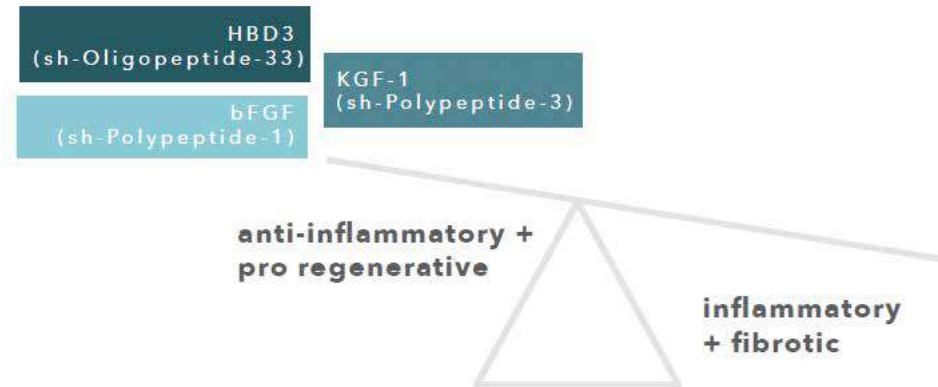 HBD3
(sh-Oligopeptide-33)
KGF-1
(sh-Polypeptide-3)
bFGF
(sh-Polypeptide-1)
anti-inflammatory +
pro regenerative
inflammatory
+ fibrotic